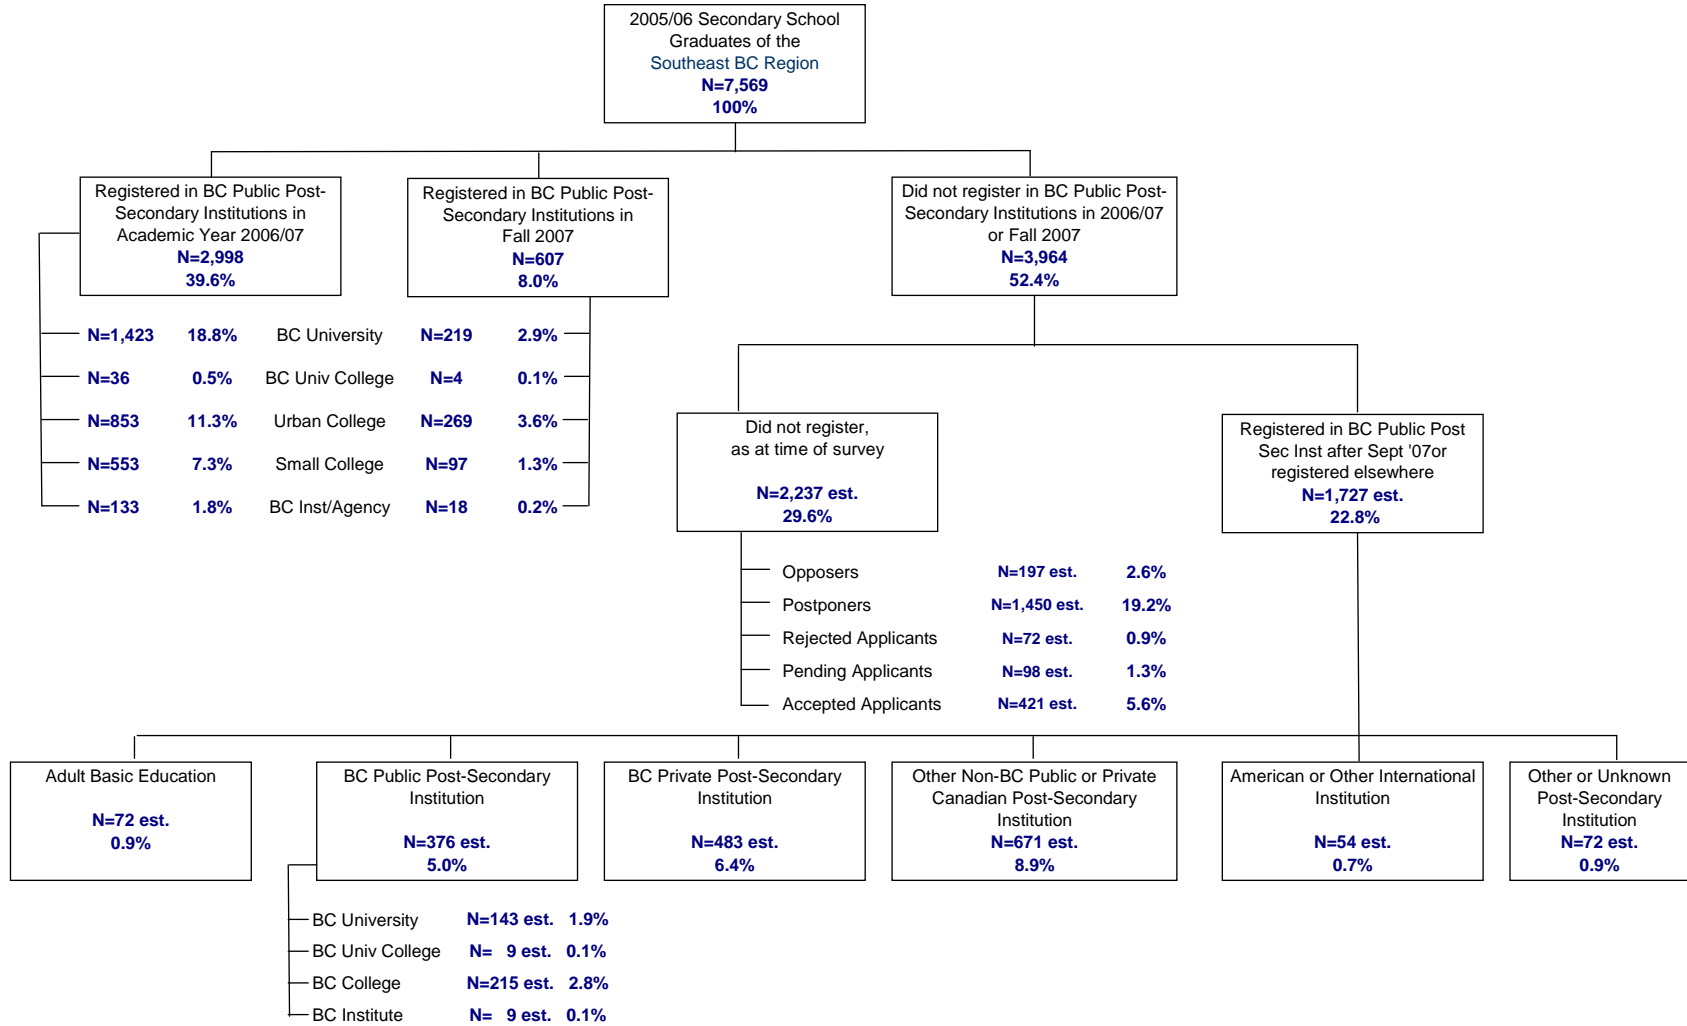 2005/06 Secondary School
Graduates of the
Southeast BC Region
N=7,569
100%
Registered in BC Public Post-
Secondary Institutions in
Academic Year 2006/07
N=2,998
39.6%
Registered in BC Public Post-
Secondary Institutions in
Fall 2007
N=607
8.0%
Did not register in BC Public Post-
Secondary Institutions in 2006/07
or Fall 2007
N=3,964
52.4%
N=1,423 18.8% BC University N=219 2.9%
N=36 0.5% BC Univ College N=4 0.1%
N=853 11.3% Urban College N=269 3.6%
N=553 7.3% Small College N=97 1.3%
N=133 1.8% BC Inst/Agency N=18 0.2%
Did not register,
as at time of survey
N=2,237 est.
29.6%
Registered in BC Public Post
Sec Inst after Sept '07or
registered elsewhere
N=1,727 est.
22.8%
Opposers N=197 est. 2.6%
Postponers N=1,450 est. 19.2%
Rejected Applicants N=72 est. 0.9%
Pending Applicants N=98 est. 1.3%
Accepted Applicants N=421 est. 5.6%
Adult Basic Education
N=72 est.
0.9%
BC Public Post-Secondary
Institution
N=376 est.
5.0%
BC Private Post-Secondary
Institution
N=483 est.
6.4%
Other Non-BC Public or Private
Canadian Post-Secondary
Institution
N=671 est.
8.9%
American or Other International
Institution
N=54 est.
0.7%
Other or Unknown
Post-Secondary
Institution
N=72 est.
0.9%
BC University N=143 est. 1.9%
BC Univ College N= 9 est. 0.1%
BC College N=215 est. 2.8%
BC Institute N= 9 est. 0.1%